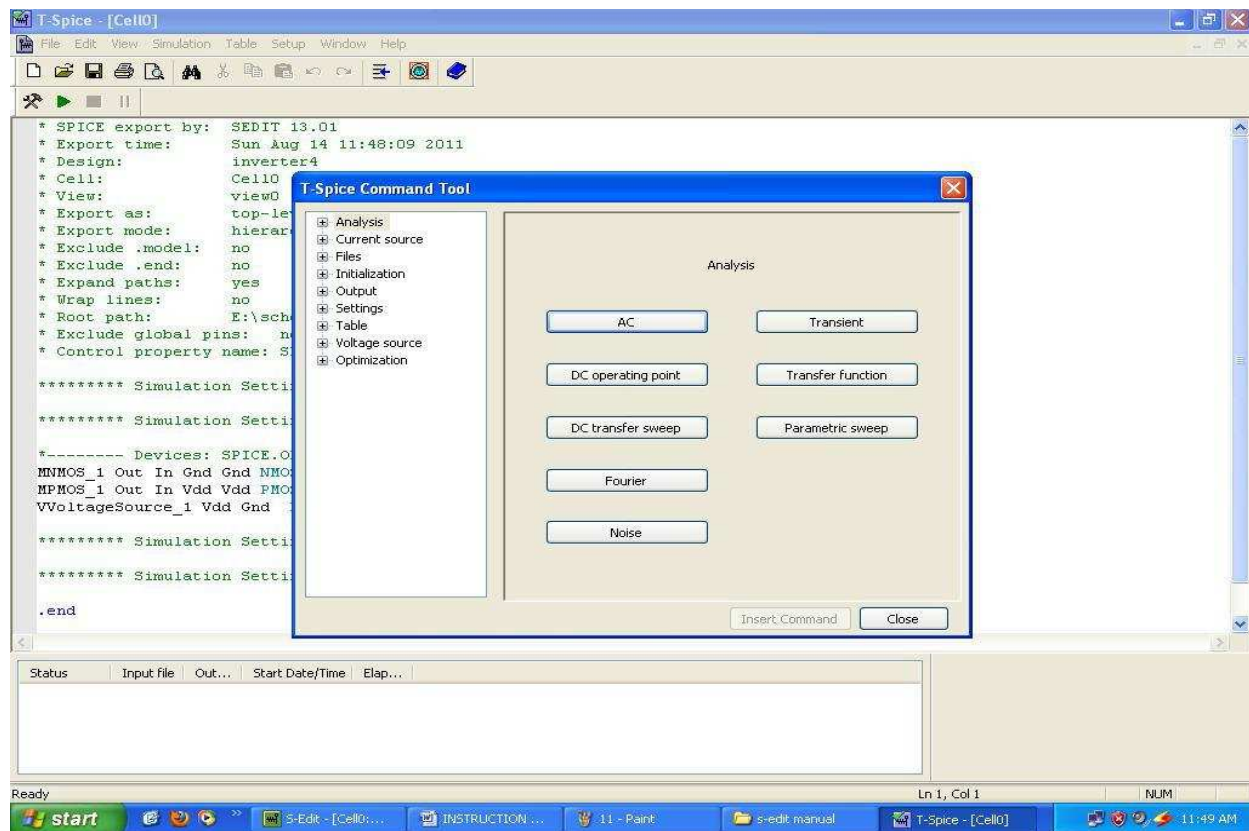 T-Spice - [Cell0]
File Edit View Simulation Table Setup Window Help
* SPICE export by: SEDIT 13.01
* Export time: Sun Aug 14 11:48:09 2011
* Design: inverter4
* Cell: Cell0
* View: view0
* Export as: top-le
* Export mode: hierar
* Exclude .model: no
* Exclude .end: no
* Expand paths: yes
* Wrap lines: no
* Root path: E:\sch
* Exclude global pins: n
* Control property name: S
********* Simulation Setti
********* Simulation Setti
*-------- Devices: SPICE.O
MNMOS_1 Out In Gnd Gnd NMO
MPMOS_1 Out In Vdd Vdd PMO
VVoltageSource_1 Vdd Gnd
********* Simulation Setti
********* Simulation Setti
.end
T-Spice Command Tool
Analysis
Current source
Files
Initialization
Output
Settings
Table
Voltage source
Optimization
Analysis
AC Transient
DC operating point Transfer function
DC transfer sweep Parametric sweep
Fourier
Noise
Insert Command Close
Status Input file Out... Start Date/Time Elap...
Ready Ln 1, Col 1 NUM
start S-Edit - [Cell0:... INSTRUCTION ... 11 - Paint s-edit manual T-Spice - [Cell0] 11:49 AM